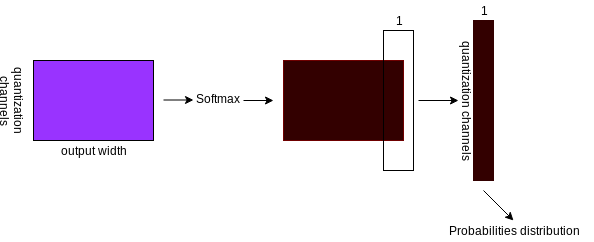 1
1
quantization
channels
Softmax
quantization channels
output width
Probabilities distribution